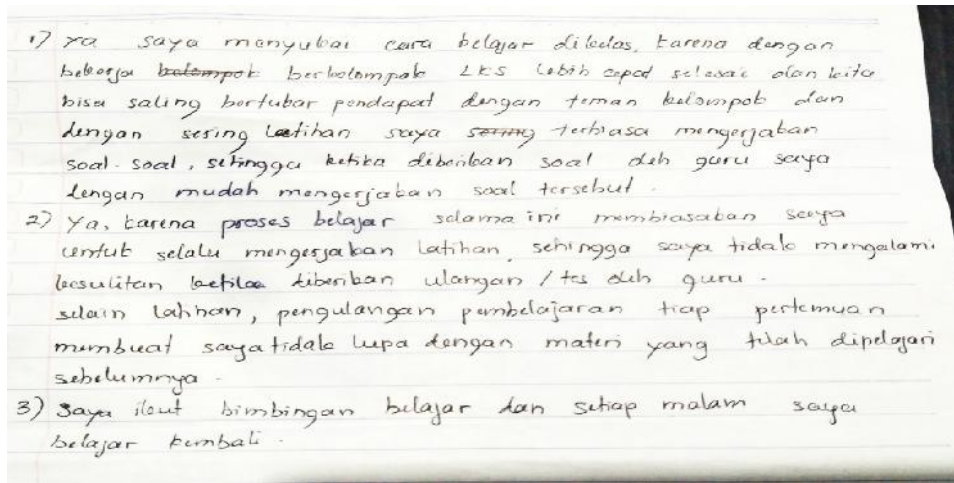 1) Ya saya menyukai cara belajar dikelas, karena dengan
bekerja kelompok berkelompok LKS lebih cepat selesai dan kita
bisa saling bertukar pendapat dengan teman kelompok dan
dengan sering latihan saya sering terbiasa mengerjakan
soal-soal, sehingga ketika diberikan soal oleh guru saya
dengan mudah mengerjakan soal tersebut.
2) Ya, karena proses belajar selama ini membiasakan saya
untuk selalu mengerjakan latihan, sehingga saya tidak mengalami
kesulitan ketika diberikan ulangan / tes oleh guru.
selain latihan, pengulangan pembelajaran tiap pertemuan
membuat saya tidak lupa dengan materi yang telah dipelajari
sebelumnya.
3) Saya ikut bimbingan belajar dan setiap malam saya
belajar kembali.